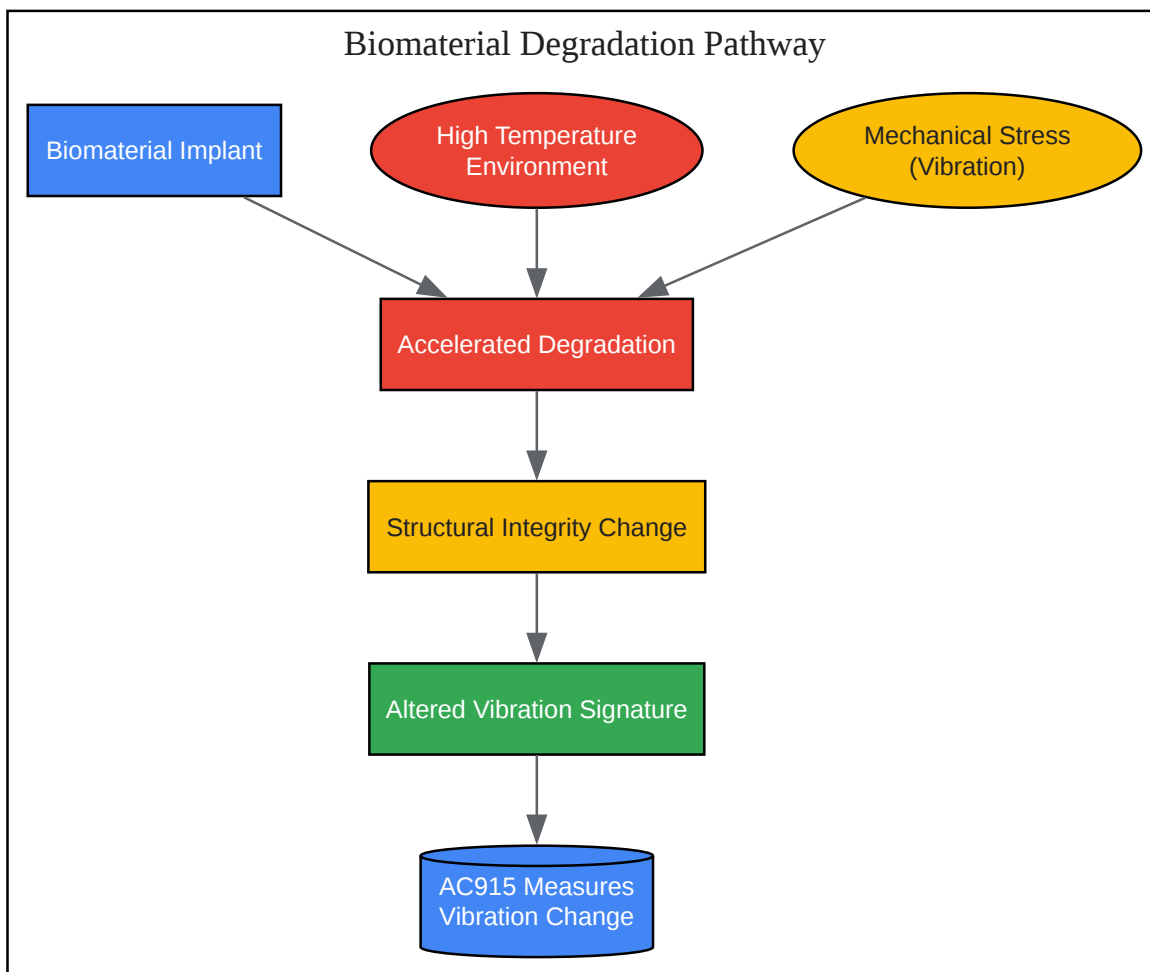 Biomaterial Degradation Pathway
Biomaterial Implant
High Temperature
Environment
Mechanical Stress
(Vibration)
Accelerated Degradation
Structural Integrity Change
Altered Vibration Signature
AC915 Measures
Vibration Change